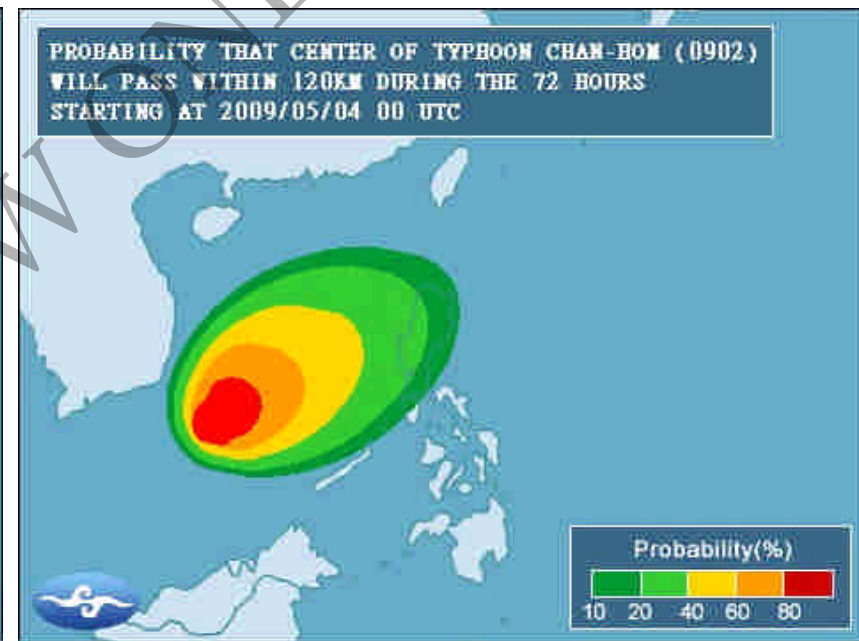 PROBABILITY THAT CENTER OF TYPHOON CHAN-HOM (0902)
WILL PASS WITHIN 120KM DURING THE 72 HOURS
STARTING AT 2009/05/04 00 UTC
Probability(%)
10 20 40 60 80